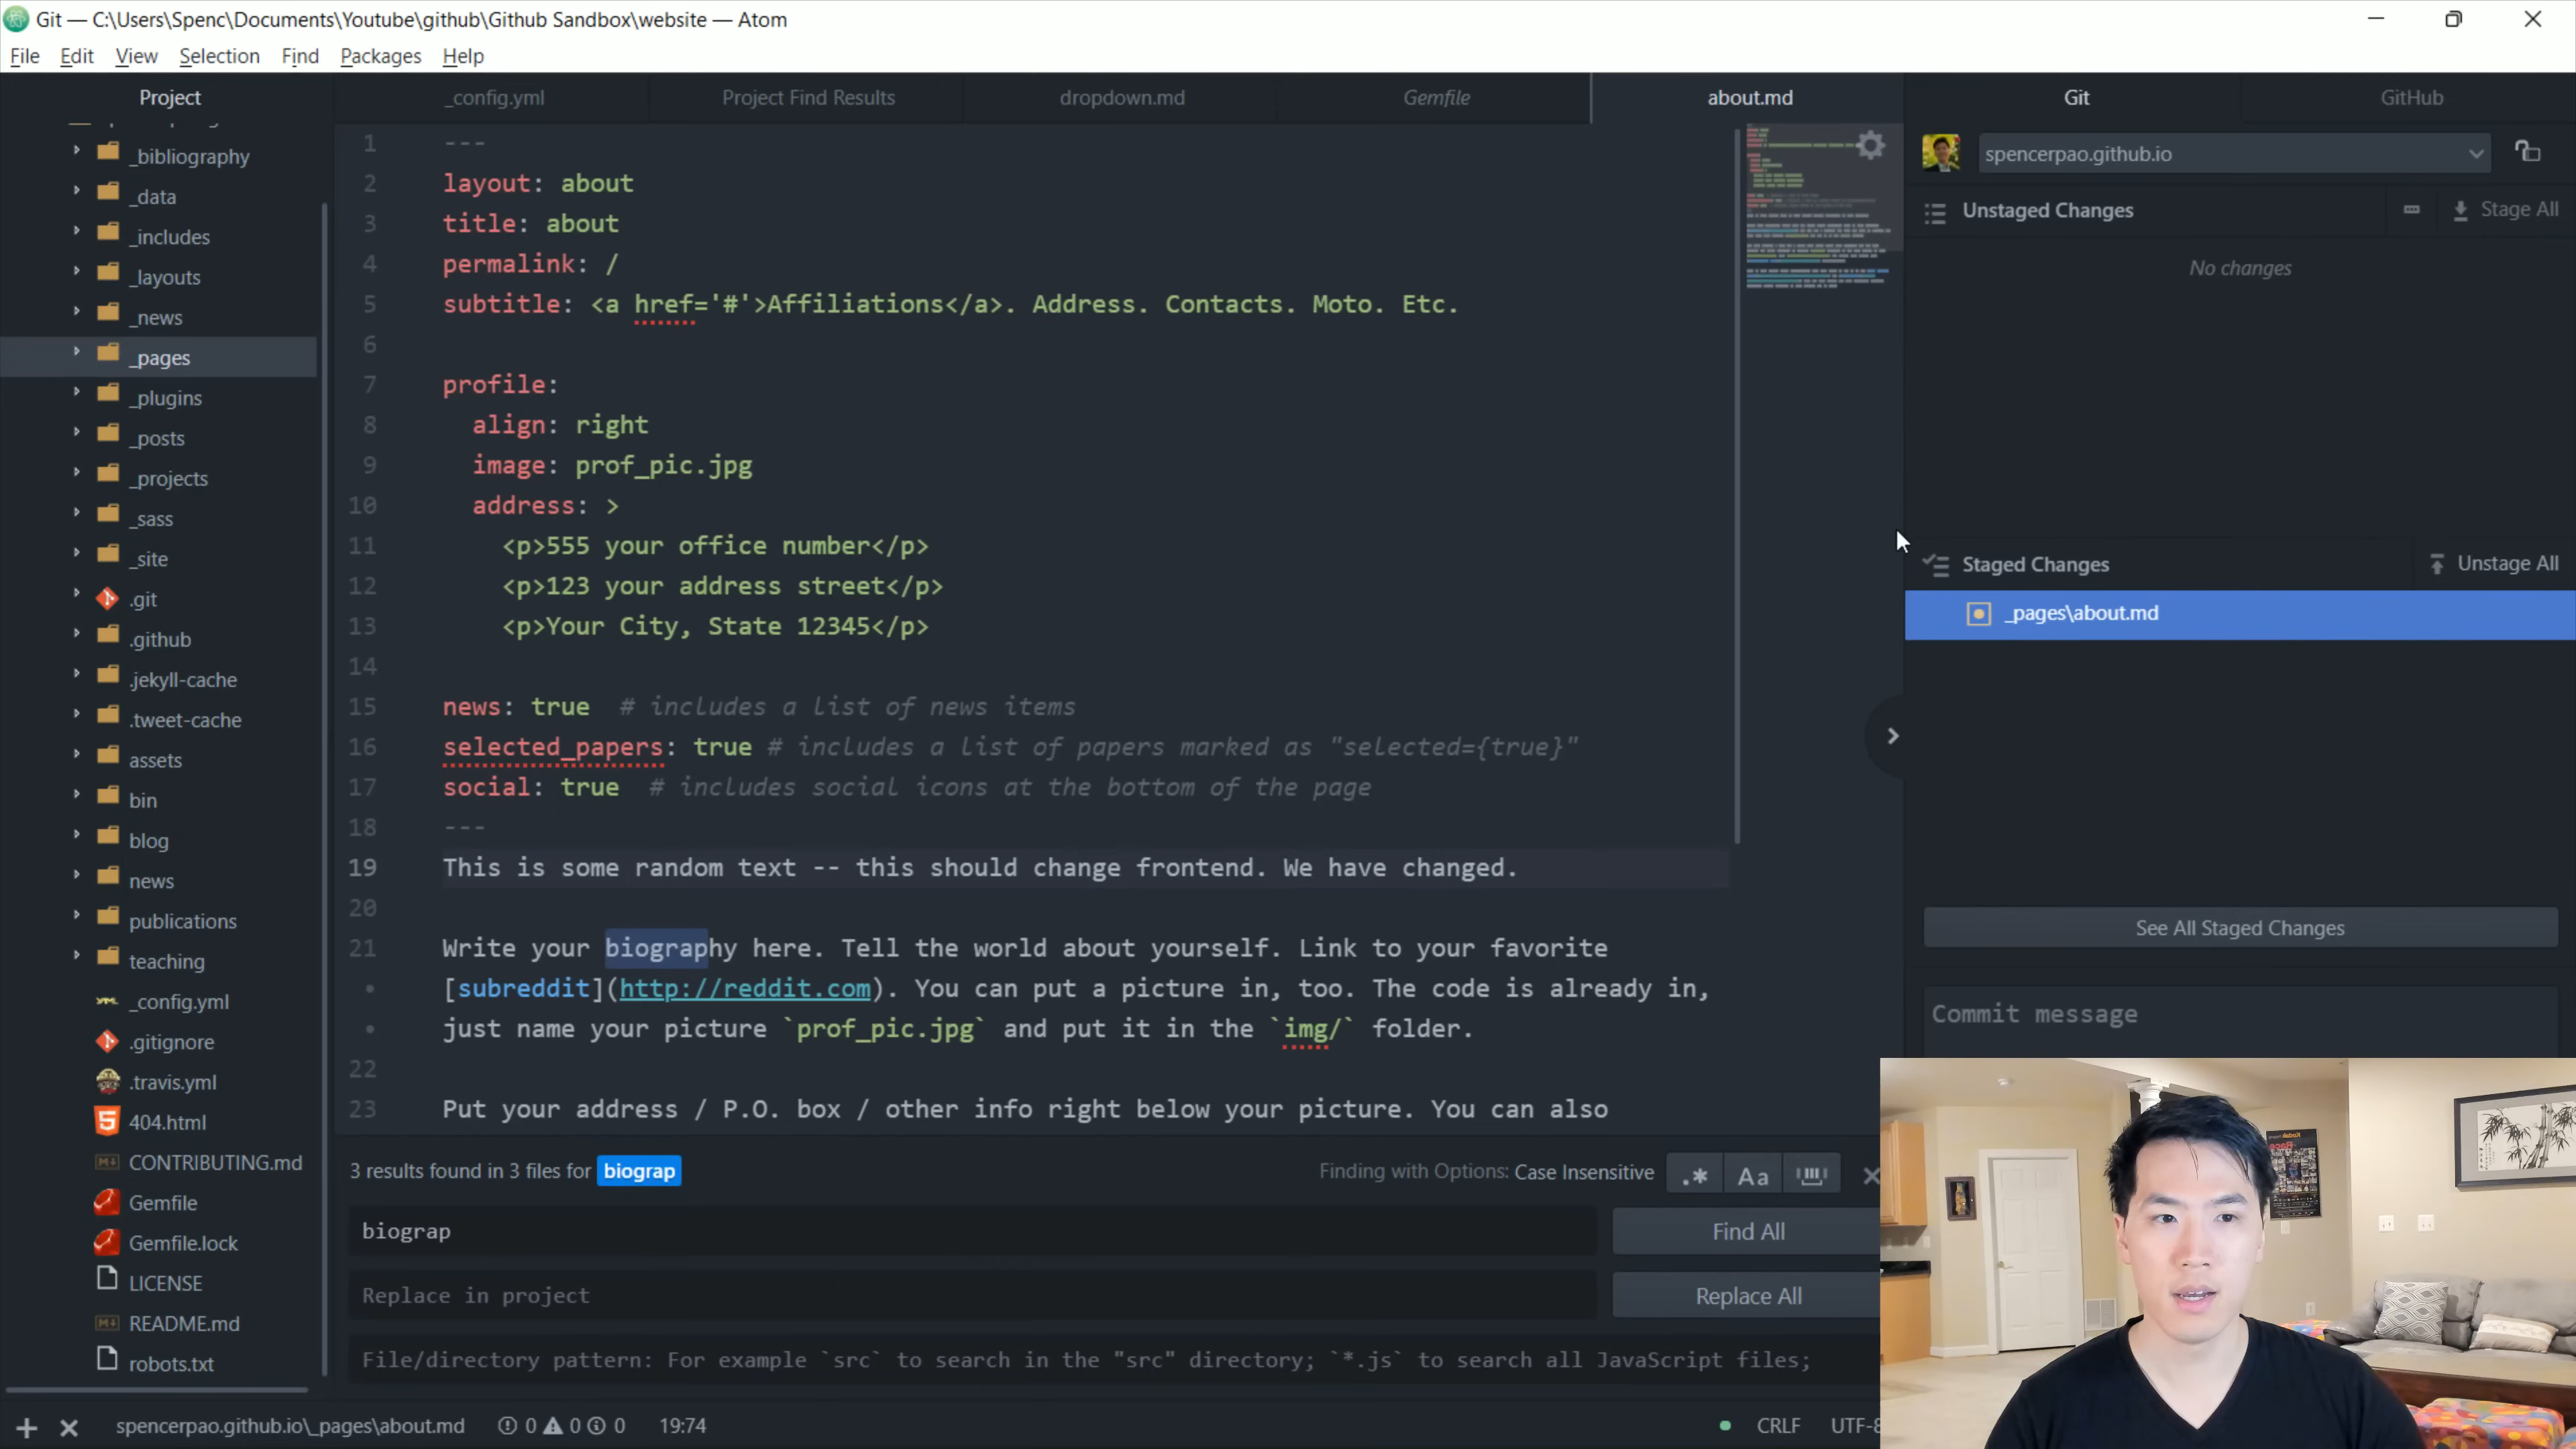 Git — C:\Users\Spenc\Documents\Youtube\github\Github Sandbox\website — Atom
File Edit View Selection Find Packages Help
Project
_bibliography
_data
_includes
_layouts
_news
_pages
_plugins
_posts
_projects
_sass
_site
.git
.github
.jekyll-cache
.tweet-cache
assets
bin
blog
news
publications
teaching
_config.yml
.gitignore
.travis.yml
404.html
CONTRIBUTING.md
Gemfile
Gemfile.lock
LICENSE
README.md
robots.txt
_config.yml Project Find Results dropdown.md Gemfile about.md
1 ---
2 layout: about
3 title: about
4 permalink: /
5 subtitle: <a href='#'>Affiliations</a>. Address. Contacts. Moto. Etc.
6
7 profile:
8 align: right
9 image: prof_pic.jpg
10 address: >
11 <p>555 your office number</p>
12 <p>123 your address street</p>
13 <p>Your City, State 12345</p>
14
15 news: true # includes a list of news items
16 selected_papers: true # includes a list of papers marked as "selected={true}"
17 social: true # includes social icons at the bottom of the page
18 ---
19 This is some random text -- this should change frontend. We have changed.
20
21 Write your biography here. Tell the world about yourself. Link to your favorite
• [subreddit](http://reddit.com). You can put a picture in, too. The code is already in,
• just name your picture `prof_pic.jpg` and put it in the `img/` folder.
22
23 Put your address / P.O. box / other info right below your picture. You can also
3 results found in 3 files for biograp
Finding with Options: Case Insensitive .* Aa
biograp
Find All
Replace in project
Replace All
File/directory pattern: For example `src` to search in the "src" directory; `*.js` to search all JavaScript files;
Git GitHub
spencerpao.github.io
Unstaged Changes
Stage All
No changes
Staged Changes
Unstage All
_pages\about.md
See All Staged Changes
Commit message
spencerpao.github.io\_pages\about.md 0 0 0 19:74
CRLF UTF-8